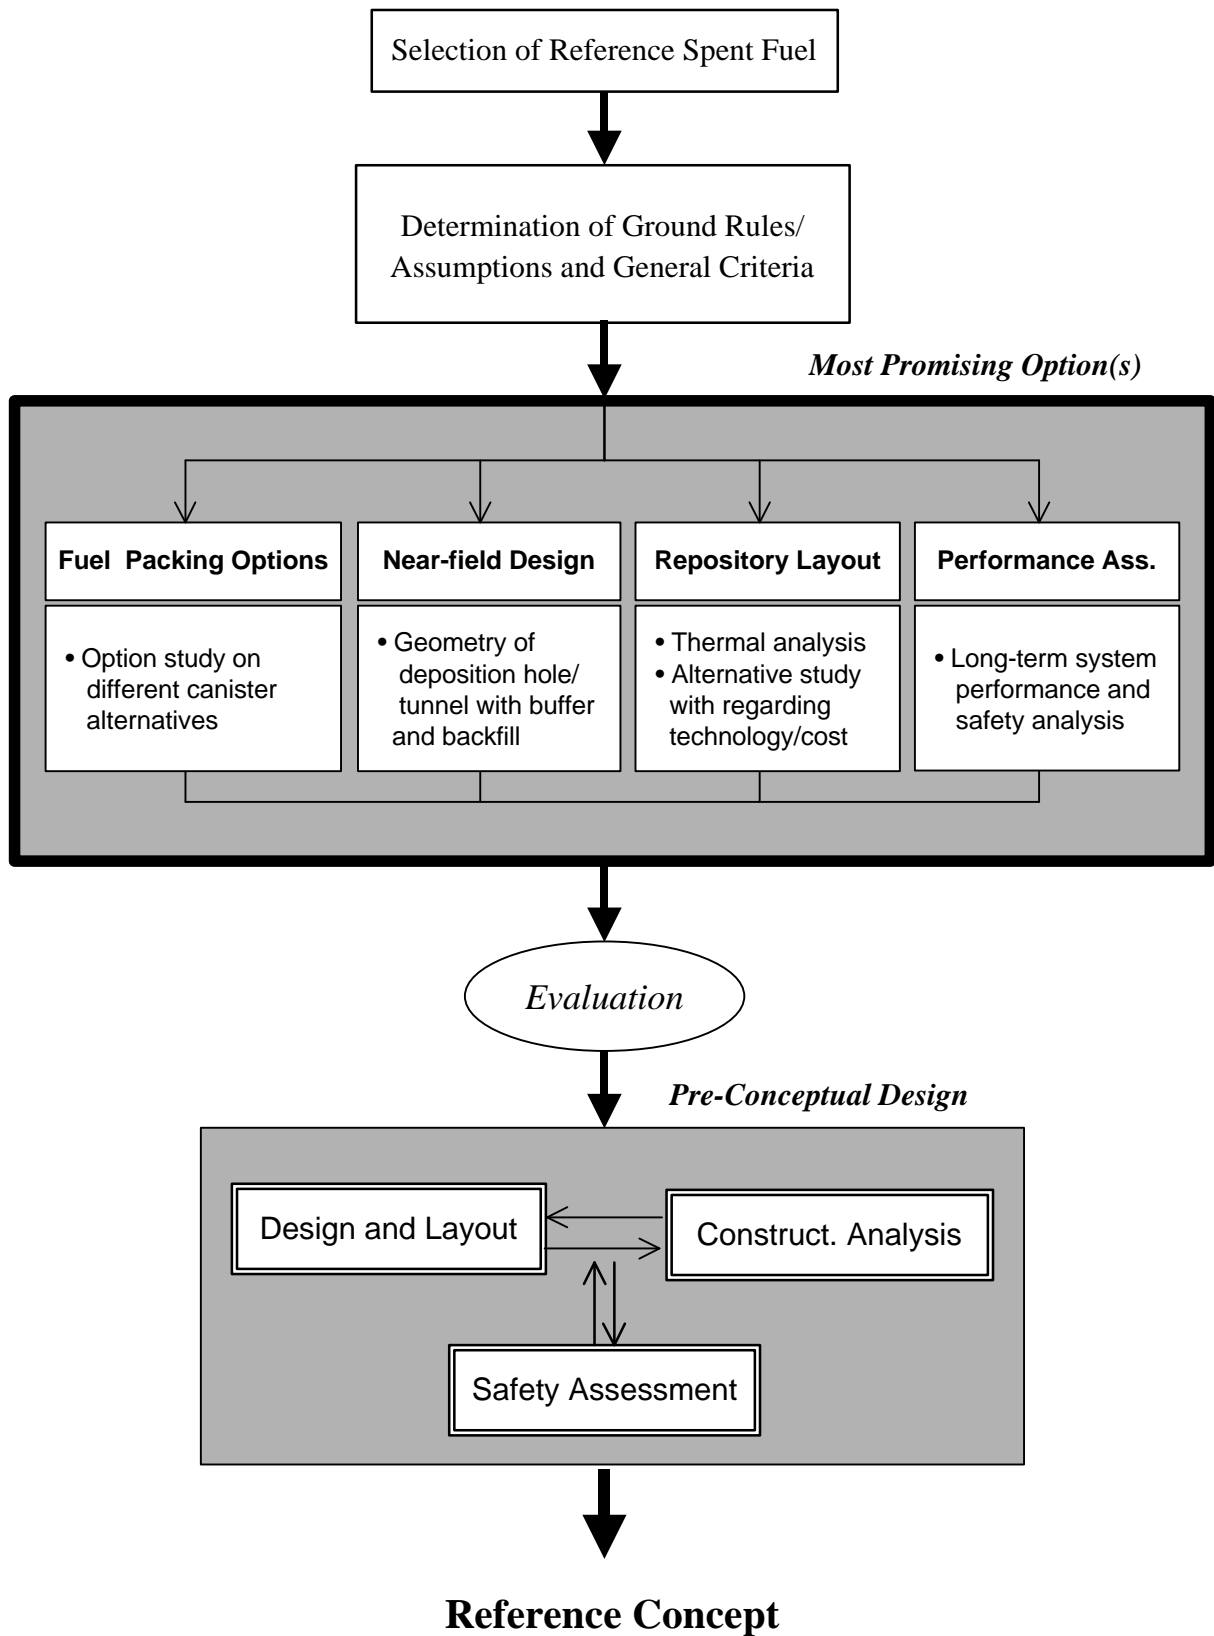 Selection of Reference Spent Fuel
Determination of Ground Rules/
Assumptions and General Criteria
Most Promising Option(s)
Fuel Packing Options
• Option study on
different canister
alternatives
Near-field Design
• Geometry of
deposition hole/
tunnel with buffer
and backfill
Repository Layout
• Thermal analysis
• Alternative study
with regarding
technology/cost
Performance Ass.
• Long-term system
performance and
safety analysis
Evaluation
Pre-Conceptual Design
Design and Layout
Construct. Analysis
Safety Assessment
Reference Concept